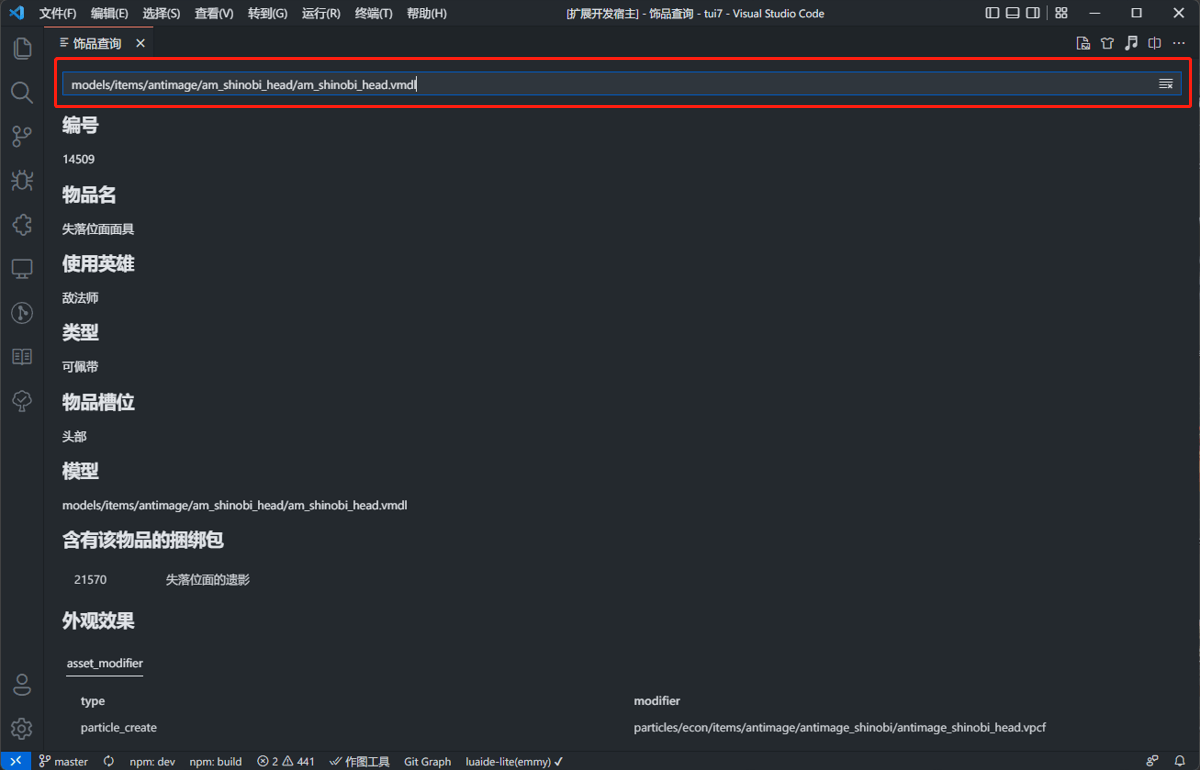 文件(F) 编辑(E) 选择(S) 查看(V) 转到(G) 运行(R) 终端(T) 帮助(H) [扩展开发宿主] - 饰品查询 - tui7 - Visual Studio Code
饰品查询
models/items/antimage/am_shinobi_head/am_shinobi_head.vmdl
编号
14509
物品名
失落位面面具
使用英雄
敌法师
类型
可佩带
物品槽位
头部
模型
models/items/antimage/am_shinobi_head/am_shinobi_head.vmdl
含有该物品的捆绑包
21570 失落位面的遗影
外观效果
asset_modifier
type modifier
particle_create particles/econ/items/antimage/antimage_shinobi/antimage_shinobi_head.vpcf
master npm: dev npm: build 2 441 作图工具 Git Graph luaide-lite(emmy)